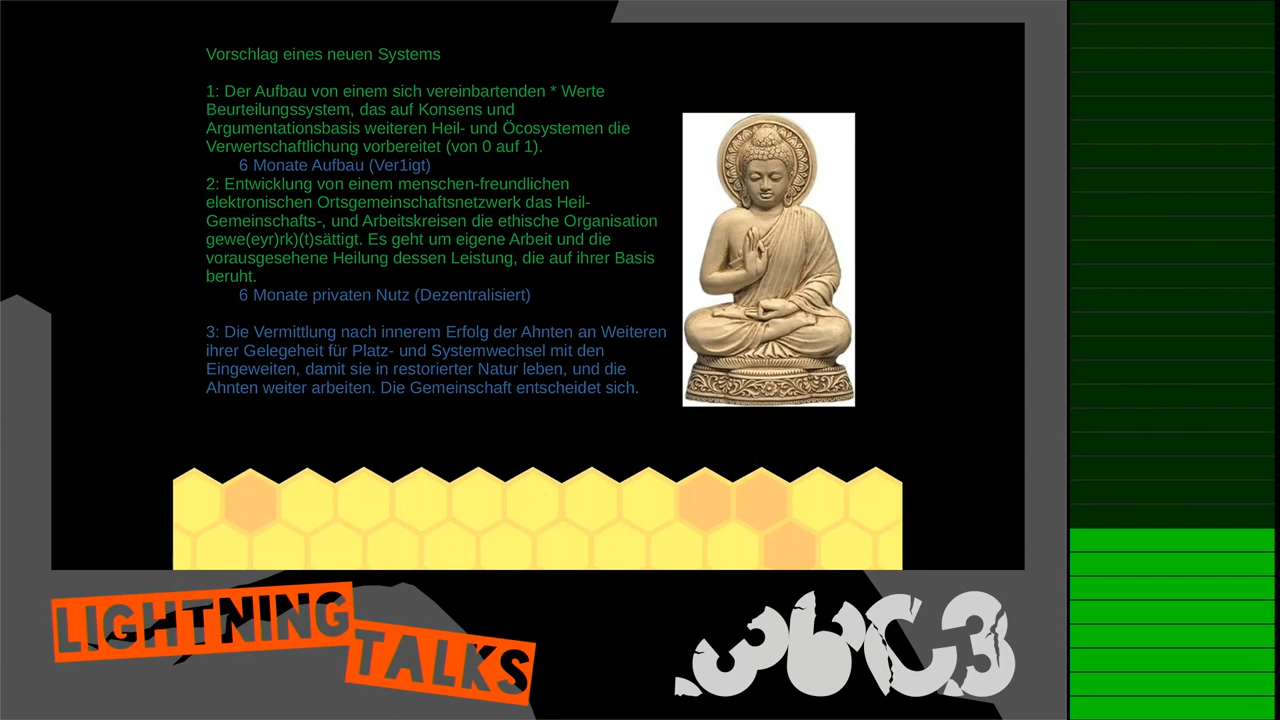 Vorschlag eines neuen Systems
1: Der Aufbau von einem sich vereinbartenden * Werte
Beurteilungssystem, das auf Konsens und
Argumentationsbasis weiteren Heil- und Öcosystemen die
Verwertschaftlichung vorbereitet (von 0 auf 1).
6 Monate Aufbau (Ver1igt)
2: Entwicklung von einem menschen-freundlichen
elektronischen Ortsgemeinschaftsnetzwerk das Heil-
Gemeinschafts-, und Arbeitskreisen die ethische Organisation
gewe(eyr)rk)(t)sättigt. Es geht um eigene Arbeit und die
vorausgesehene Heilung dessen Leistung, die auf ihrer Basis
beruht.
6 Monate privaten Nutz (Dezentralisiert)
3: Die Vermittlung nach innerem Erfolg der Ahnten an Weiteren
ihrer Gelegeheit für Platz- und Systemwechsel mit den
Eingeweiten, damit sie in restorierter Natur leben, und die
Ahnten weiter arbeiten. Die Gemeinschaft entscheidet sich.
LIGHTNING
TALKS
36C3